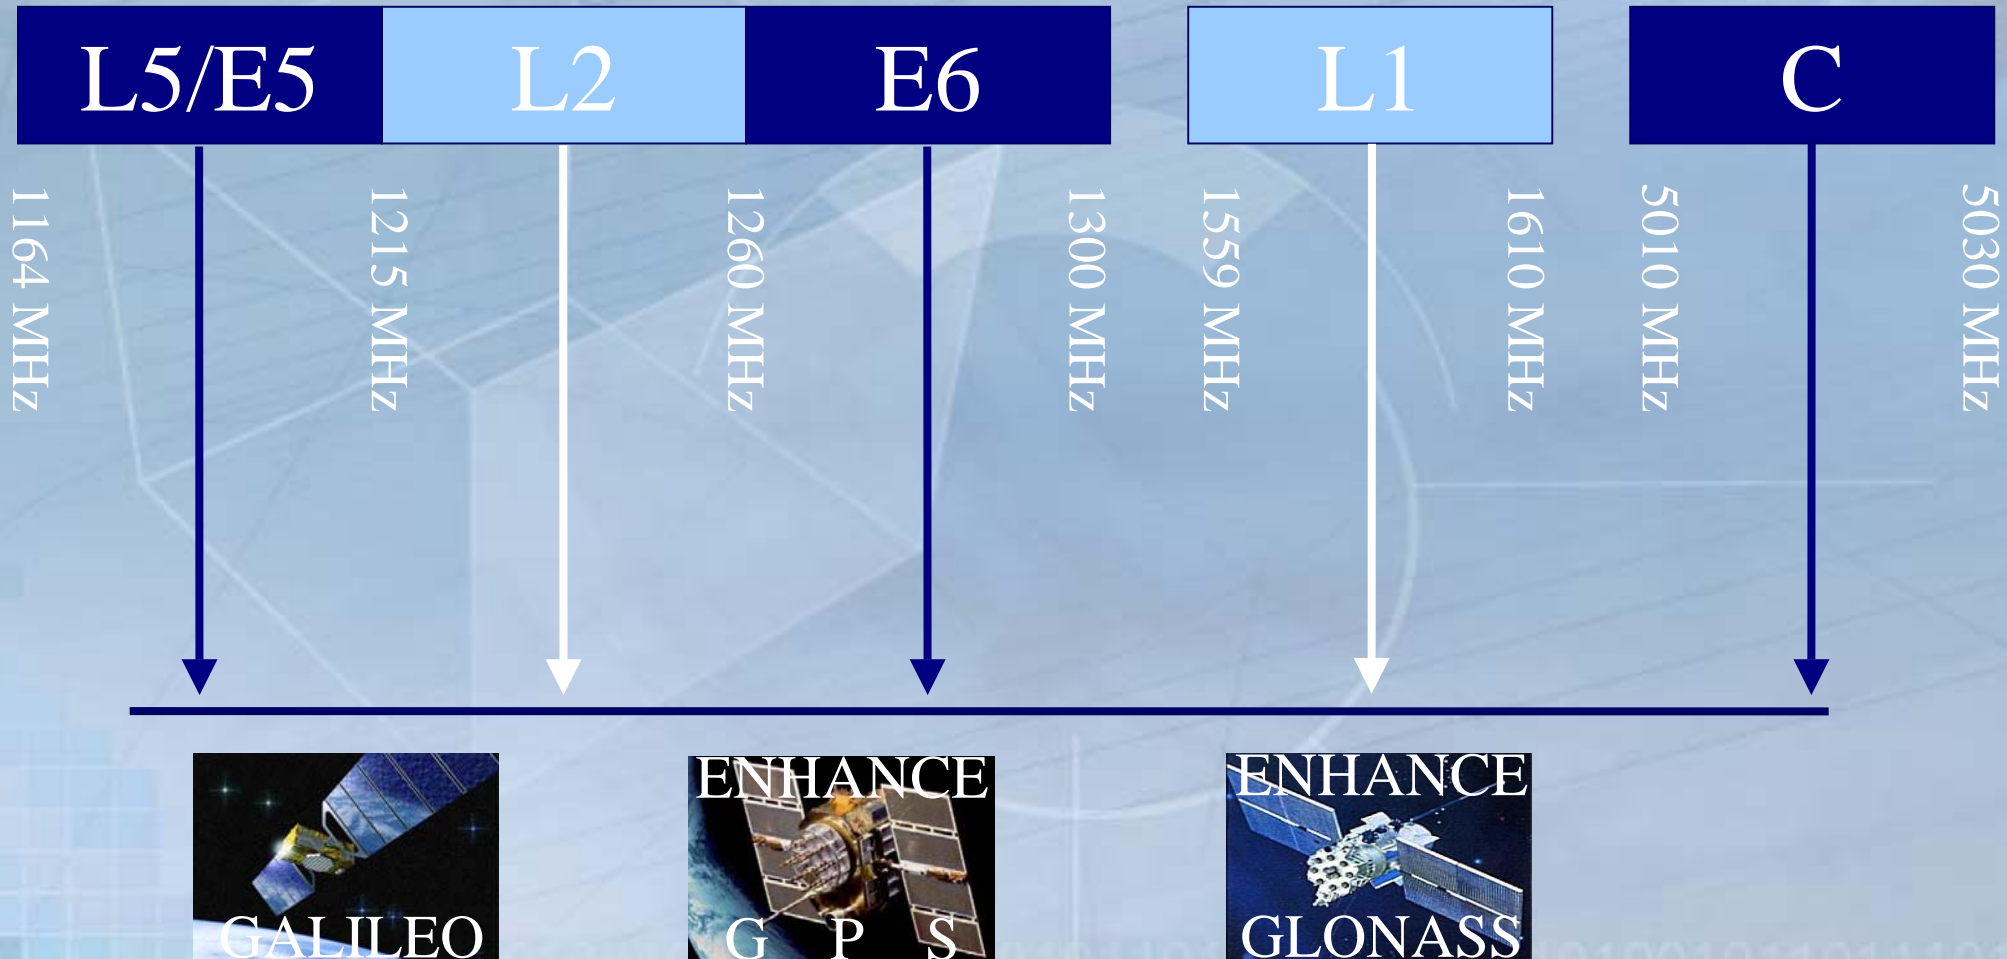 L5/E5
L2
E6
L1
C
1164 MHz
1215 MHz
1260 MHz
1300 MHz
1559 MHz
1610 MHz
5010 MHz
5030 MHz
GALILEO
ENHANCE
G P S
ENHANCE
GLONASS